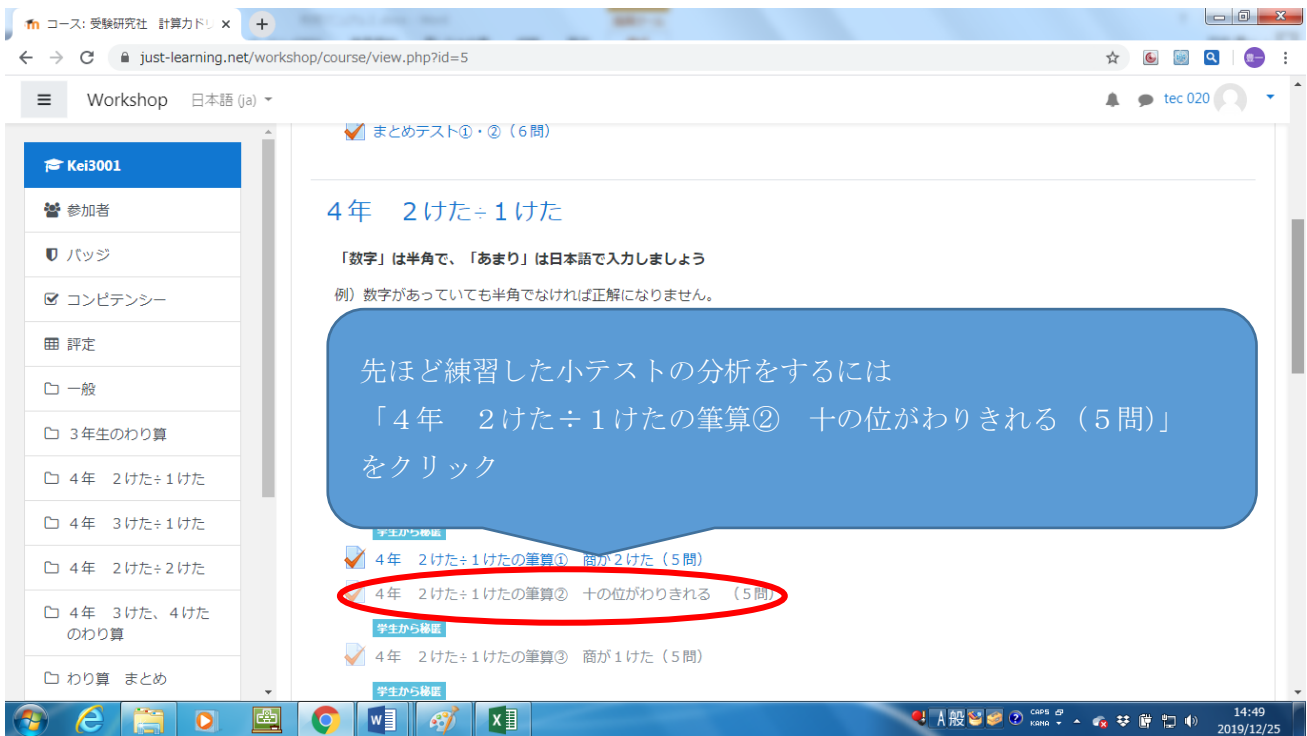 コース: 受験研究社 計算力ドリ
just-learning.net/workshop/course/view.php?id=5
Workshop 日本語 (ja)
tec 020
Kei3001
参加者
バッジ
コンピテンシー
評定
一般
3年生のわり算
4年 2けた÷1けた
4年 3けた÷1けた
4年 2けた÷2けた
4年 3けた、4けた
のわり算
わり算 まとめ
まとめテスト①・②（6問）
4年 2けた÷1けた
「数字」は半角で、「あまり」は日本語で入力しましょう
例）数字があっていても半角でなければ正解になりません。
先ほど練習した小テストの分析をするには
「４年　２けた÷１けたの筆算②　十の位がわりきれる（５問）」
をクリック
学生から秘匿
4年 2けた÷1けたの筆算① 商が2けた（5問）
4年 2けた÷1けたの筆算② 十の位がわりきれる （5問）
学生から秘匿
4年 2けた÷1けたの筆算③ 商が1けた（5問）
学生から秘匿
A 般
CAPS
KANA
14:49
2019/12/25